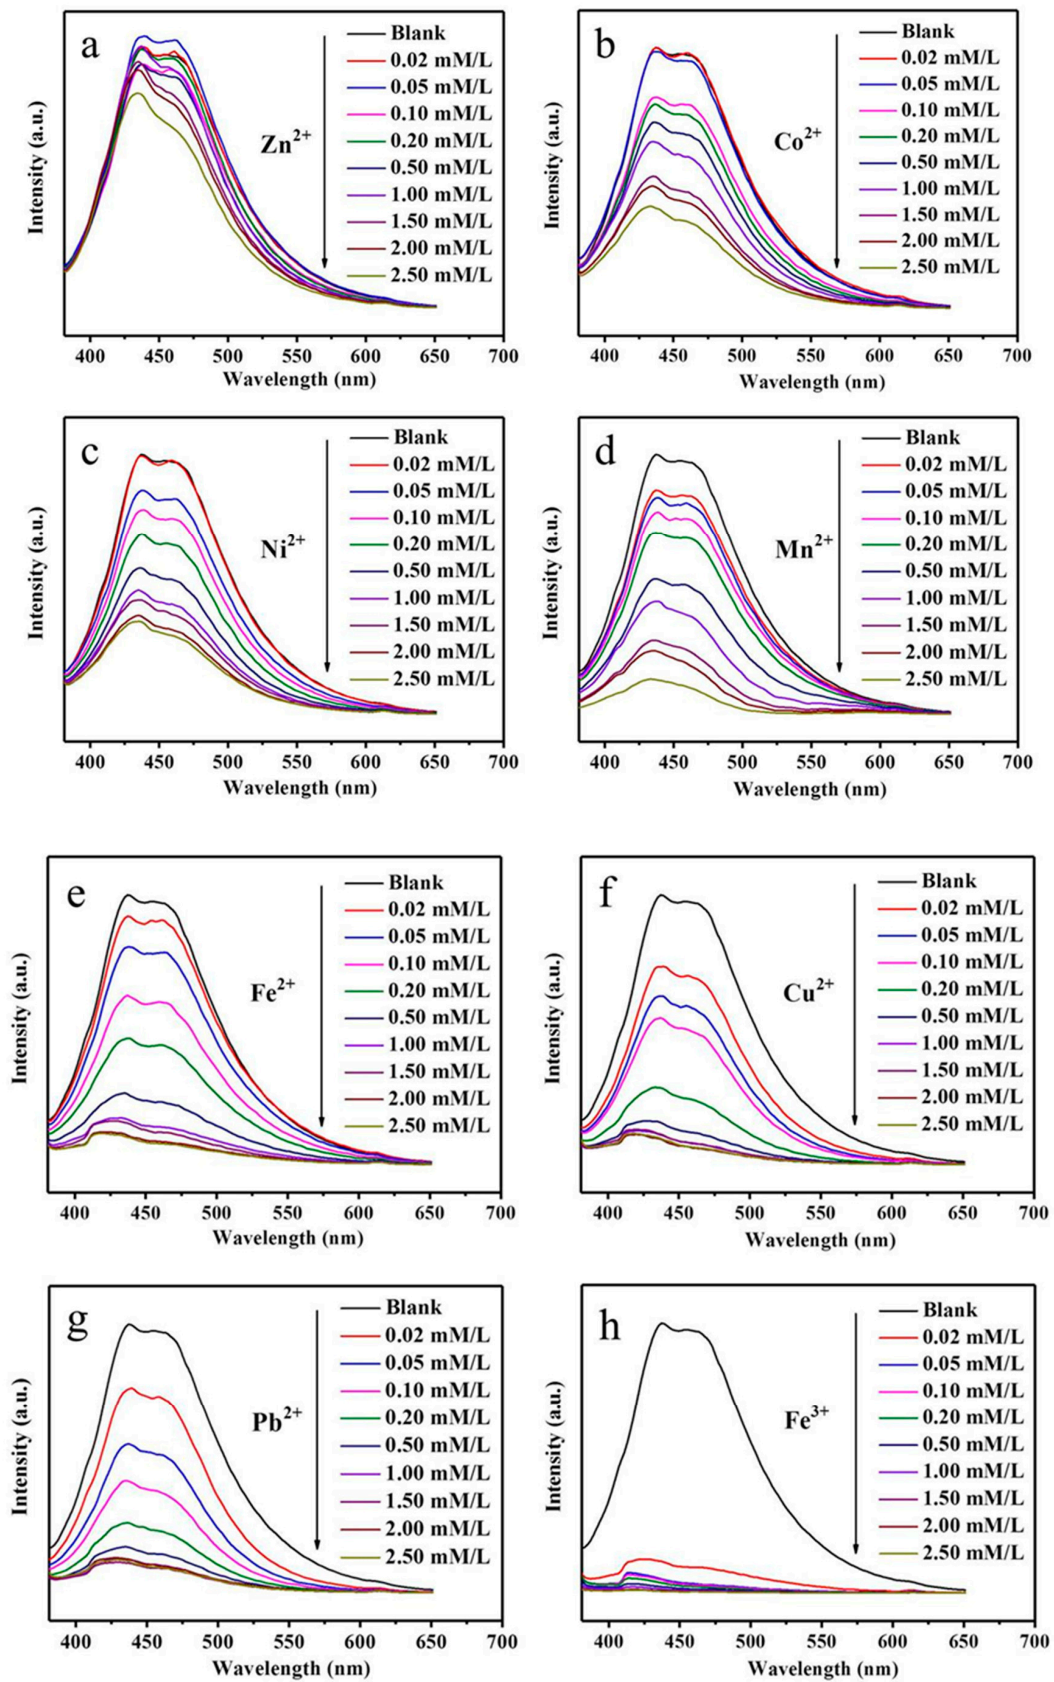 a
Zn2+
Blank
0.02 mM/L
0.05 mM/L
0.10 mM/L
0.20 mM/L
0.50 mM/L
1.00 mM/L
1.50 mM/L
2.00 mM/L
2.50 mM/L
Intensity (a.u.)
400 450 500 550 600 650 700
Wavelength (nm)
b
Co2+
Blank
0.02 mM/L
0.05 mM/L
0.10 mM/L
0.20 mM/L
0.50 mM/L
1.00 mM/L
1.50 mM/L
2.00 mM/L
2.50 mM/L
Intensity (a.u.)
400 450 500 550 600 650 700
Wavelength (nm)
c
Ni2+
Blank
0.02 mM/L
0.05 mM/L
0.10 mM/L
0.20 mM/L
0.50 mM/L
1.00 mM/L
1.50 mM/L
2.00 mM/L
2.50 mM/L
Intensity (a.u.)
400 450 500 550 600 650 700
Wavelength (nm)
d
Mn2+
Blank
0.02 mM/L
0.05 mM/L
0.10 mM/L
0.20 mM/L
0.50 mM/L
1.00 mM/L
1.50 mM/L
2.00 mM/L
2.50 mM/L
Intensity (a.u.)
400 450 500 550 600 650 700
Wavelength (nm)
e
Fe2+
Blank
0.02 mM/L
0.05 mM/L
0.10 mM/L
0.20 mM/L
0.50 mM/L
1.00 mM/L
1.50 mM/L
2.00 mM/L
2.50 mM/L
Intensity (a.u.)
400 450 500 550 600 650 700
Wavelength (nm)
f
Cu2+
Blank
0.02 mM/L
0.05 mM/L
0.10 mM/L
0.20 mM/L
0.50 mM/L
1.00 mM/L
1.50 mM/L
2.00 mM/L
2.50 mM/L
Intensity (a.u.)
400 450 500 550 600 650 700
Wavelength (nm)
g
Pb2+
Blank
0.02 mM/L
0.05 mM/L
0.10 mM/L
0.20 mM/L
0.50 mM/L
1.00 mM/L
1.50 mM/L
2.00 mM/L
2.50 mM/L
Intensity (a.u.)
400 450 500 550 600 650 700
Wavelength (nm)
h
Fe3+
Blank
0.02 mM/L
0.05 mM/L
0.10 mM/L
0.20 mM/L
0.50 mM/L
1.00 mM/L
1.50 mM/L
2.00 mM/L
2.50 mM/L
Intensity (a.u.)
400 450 500 550 600 650 700
Wavelength (nm)